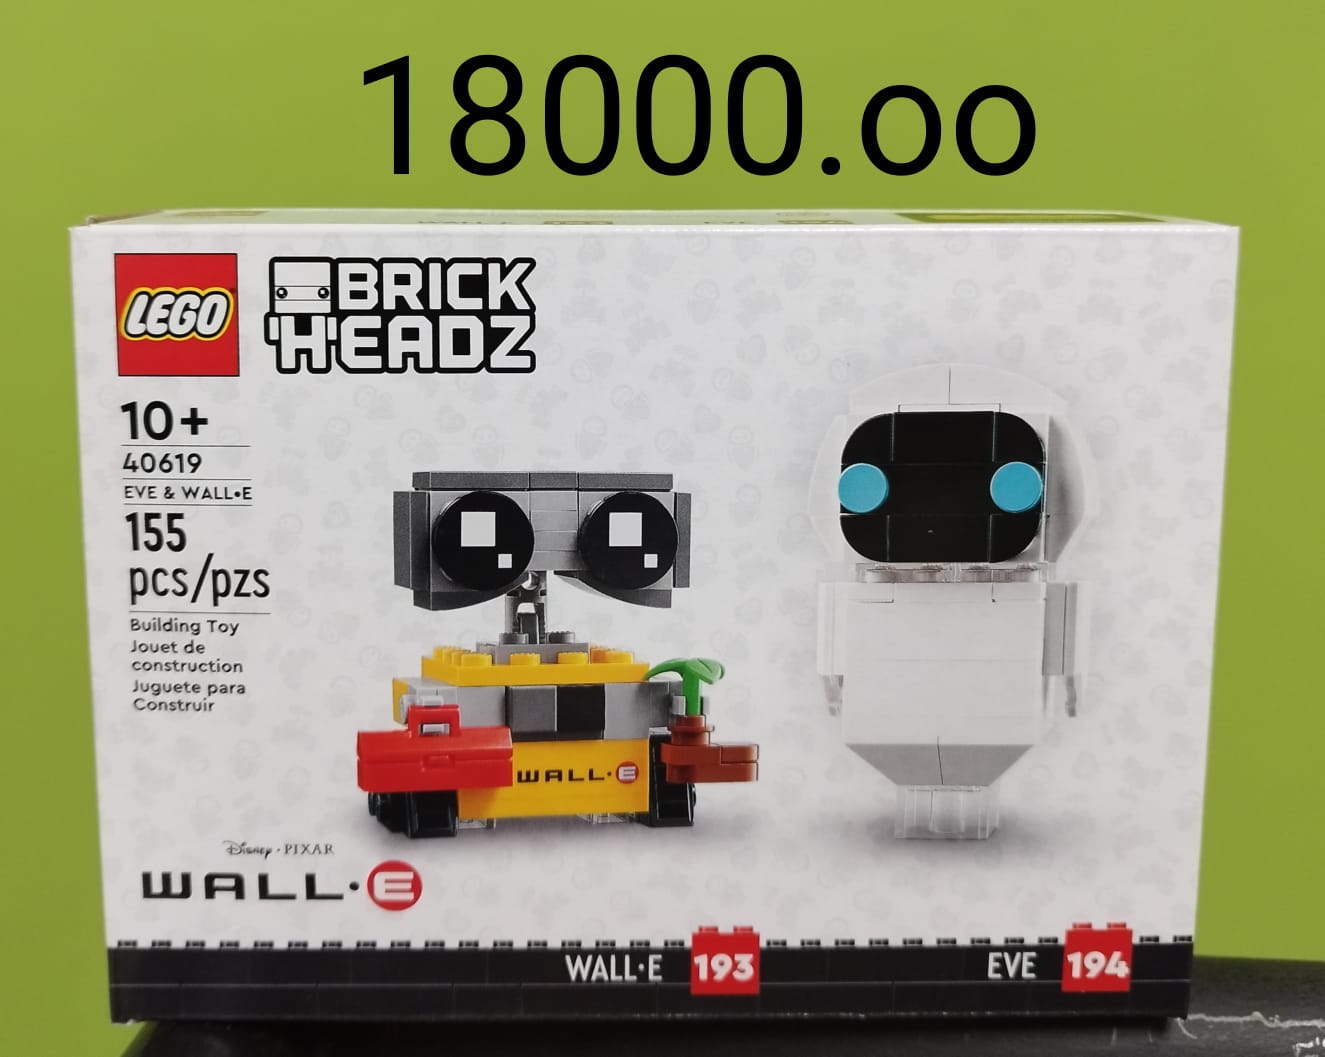 18000.oo
LEGO
BRICK
HEADZ
10+
40619
EVE & WALL•E
155
pcs/pzs
Building Toy
Jouet de
construction
Juguete para
Construir
WALL•E
Disney • PIXAR
WALL•E
WALL•E 193
EVE 194